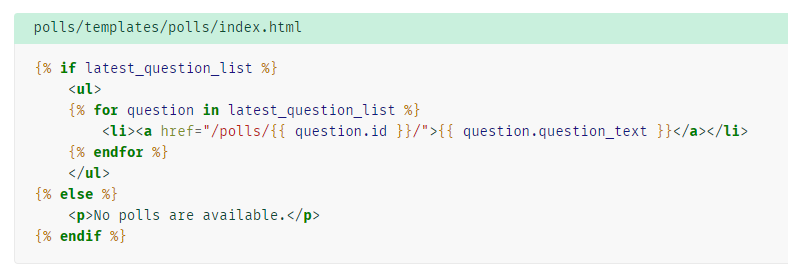 polls/templates/polls/index.html
{% if latest_question_list %}
    <ul>
    {% for question in latest_question_list %}
        <li><a href="/polls/{{ question.id }}/">{{ question.question_text }}</a></li>
    {% endfor %}
    </ul>
{% else %}
    <p>No polls are available.</p>
{% endif %}